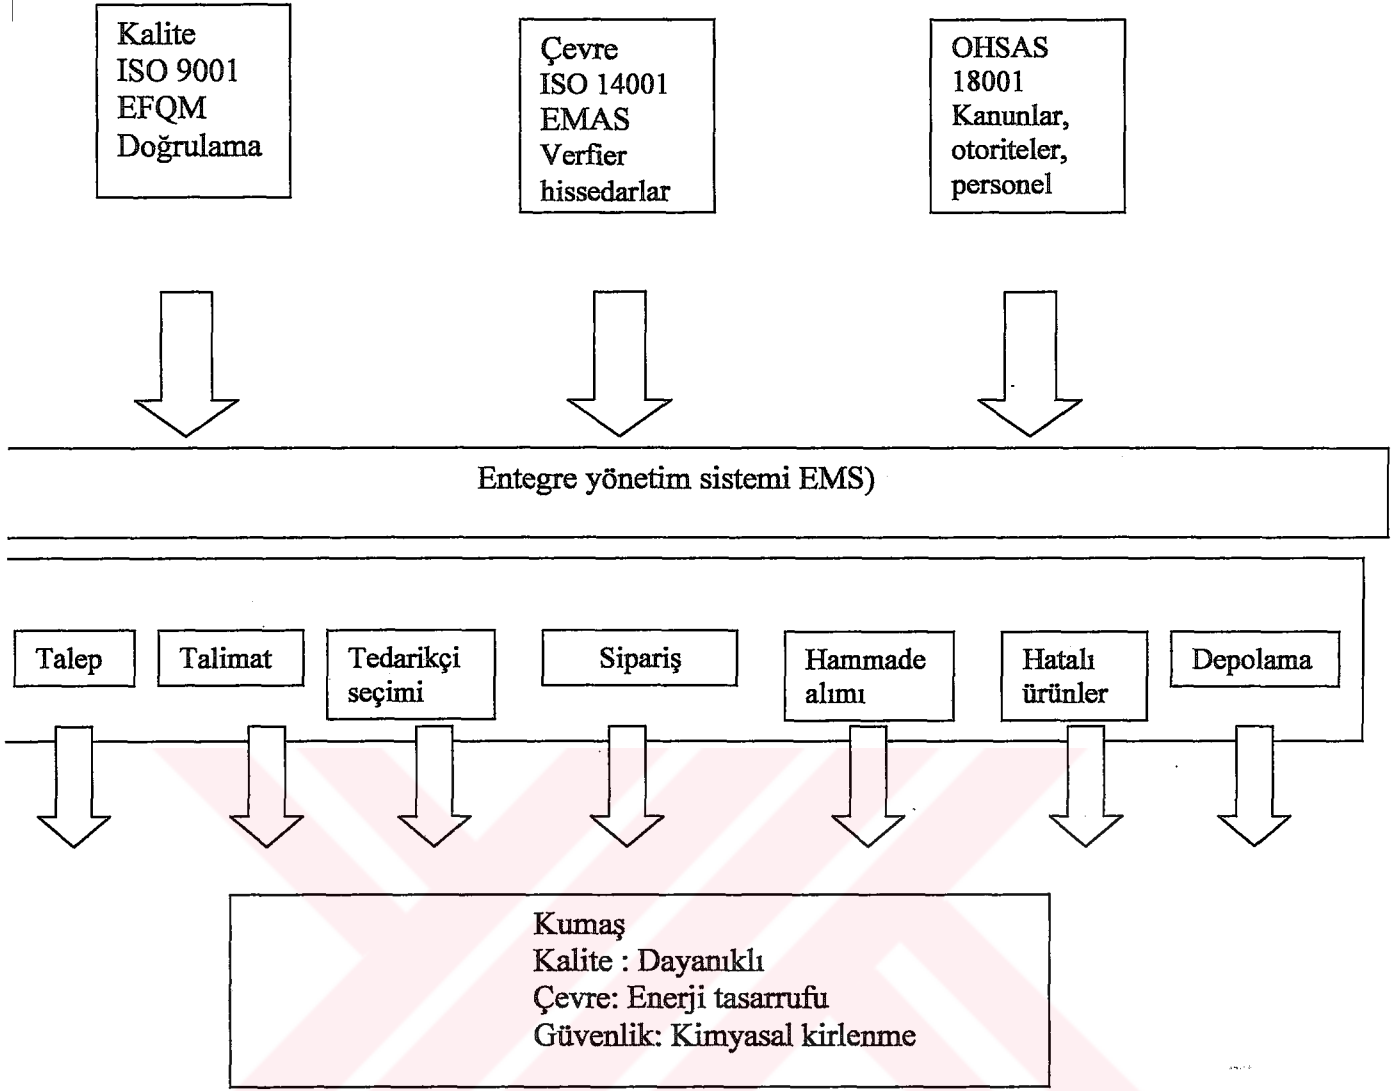 Kalite
ISO 9001
EFQM
Doğrulama
Çevre
ISO 14001
EMAS
Verfier
hissedarlar
OHSAS
18001
Kanunlar,
otoriteler,
personel
Entegre yönetim sistemi EMS)
Talep
Talimat
Tedarikçi
seçimi
Sipariş
Hammade
alımı
Hatalı
ürünler
Depolama
Kumaş
Kalite : Dayanıklı
Çevre: Enerji tasarrufu
Güvenlik: Kimyasal kirlenme